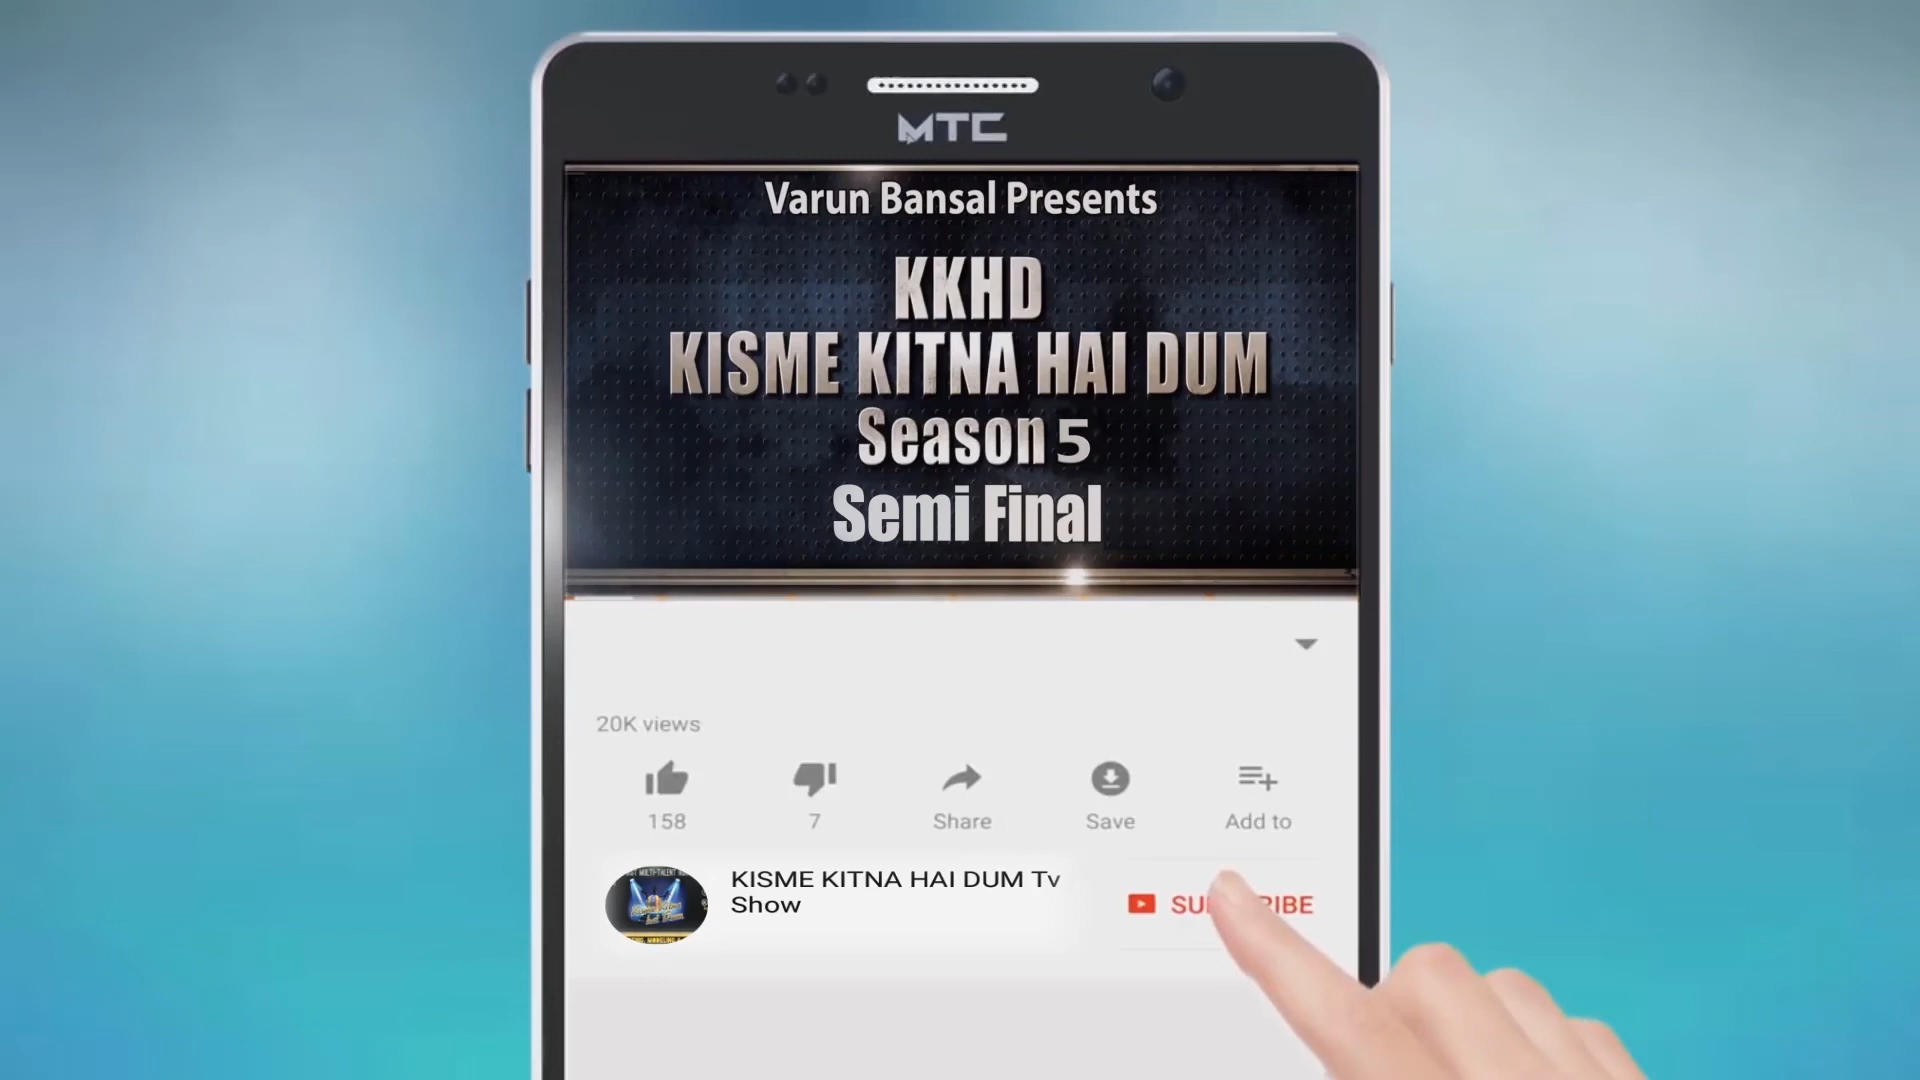 MTC
Varun Bansal Presents
KKHD
KISME KITNA HAI DUM
Season 5
Semi Final
20K views
158
7
Share
Save
Add to
KISME KITNA HAI DUM Tv
Show